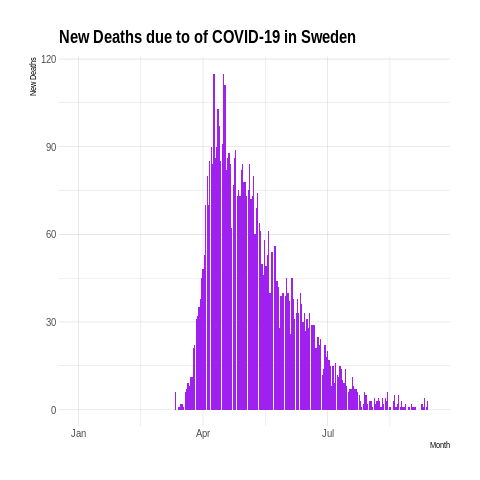 New Deaths due to of COVID-19 in Sweden
New Deaths
120
90
60
30
0
Jan
Apr
Jul
Month